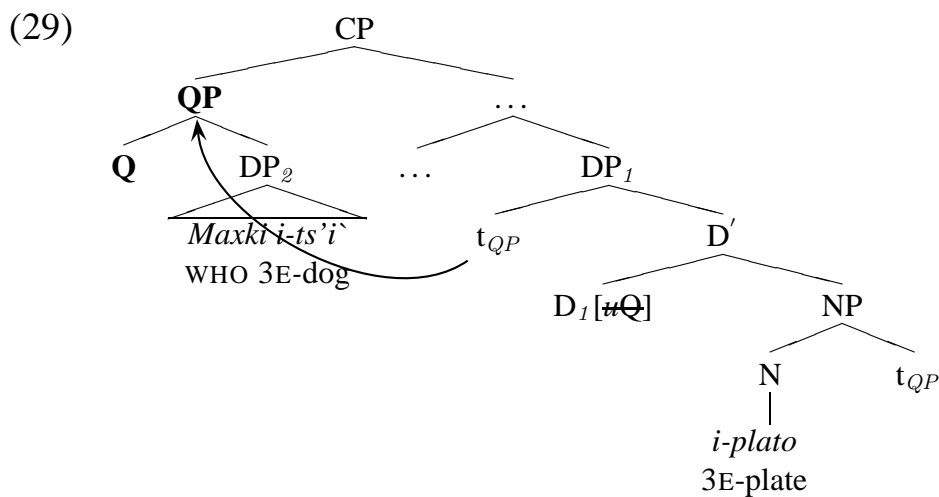 (29)
CP
QP …
Q DP2 … DP1
Maxki i-ts’i` tQP D′
WHO 3E-dog
D1[uQ] NP
N tQP
i-plato
3E-plate